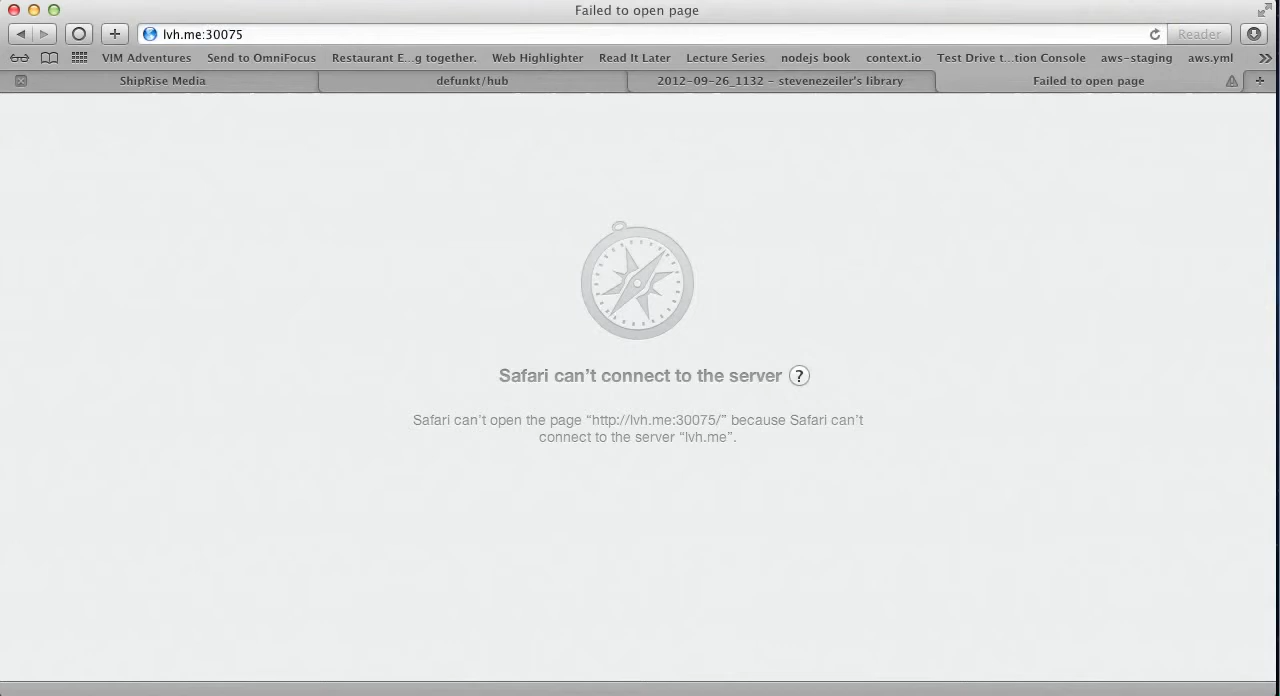 Failed to open page
lvh.me:30075
Reader
VIM Adventures Send to OmniFocus Restaurant E...g together. Web Highlighter Read It Later Lecture Series nodejs book context.io Test Drive t...tion Console aws-staging aws.yml
ShipRise Media defunkt/hub 2012-09-26_1132 - stevenezeiler's library Failed to open page
Safari can’t connect to the server ?
Safari can’t open the page “http://lvh.me:30075/” because Safari can’t
connect to the server “lvh.me”.